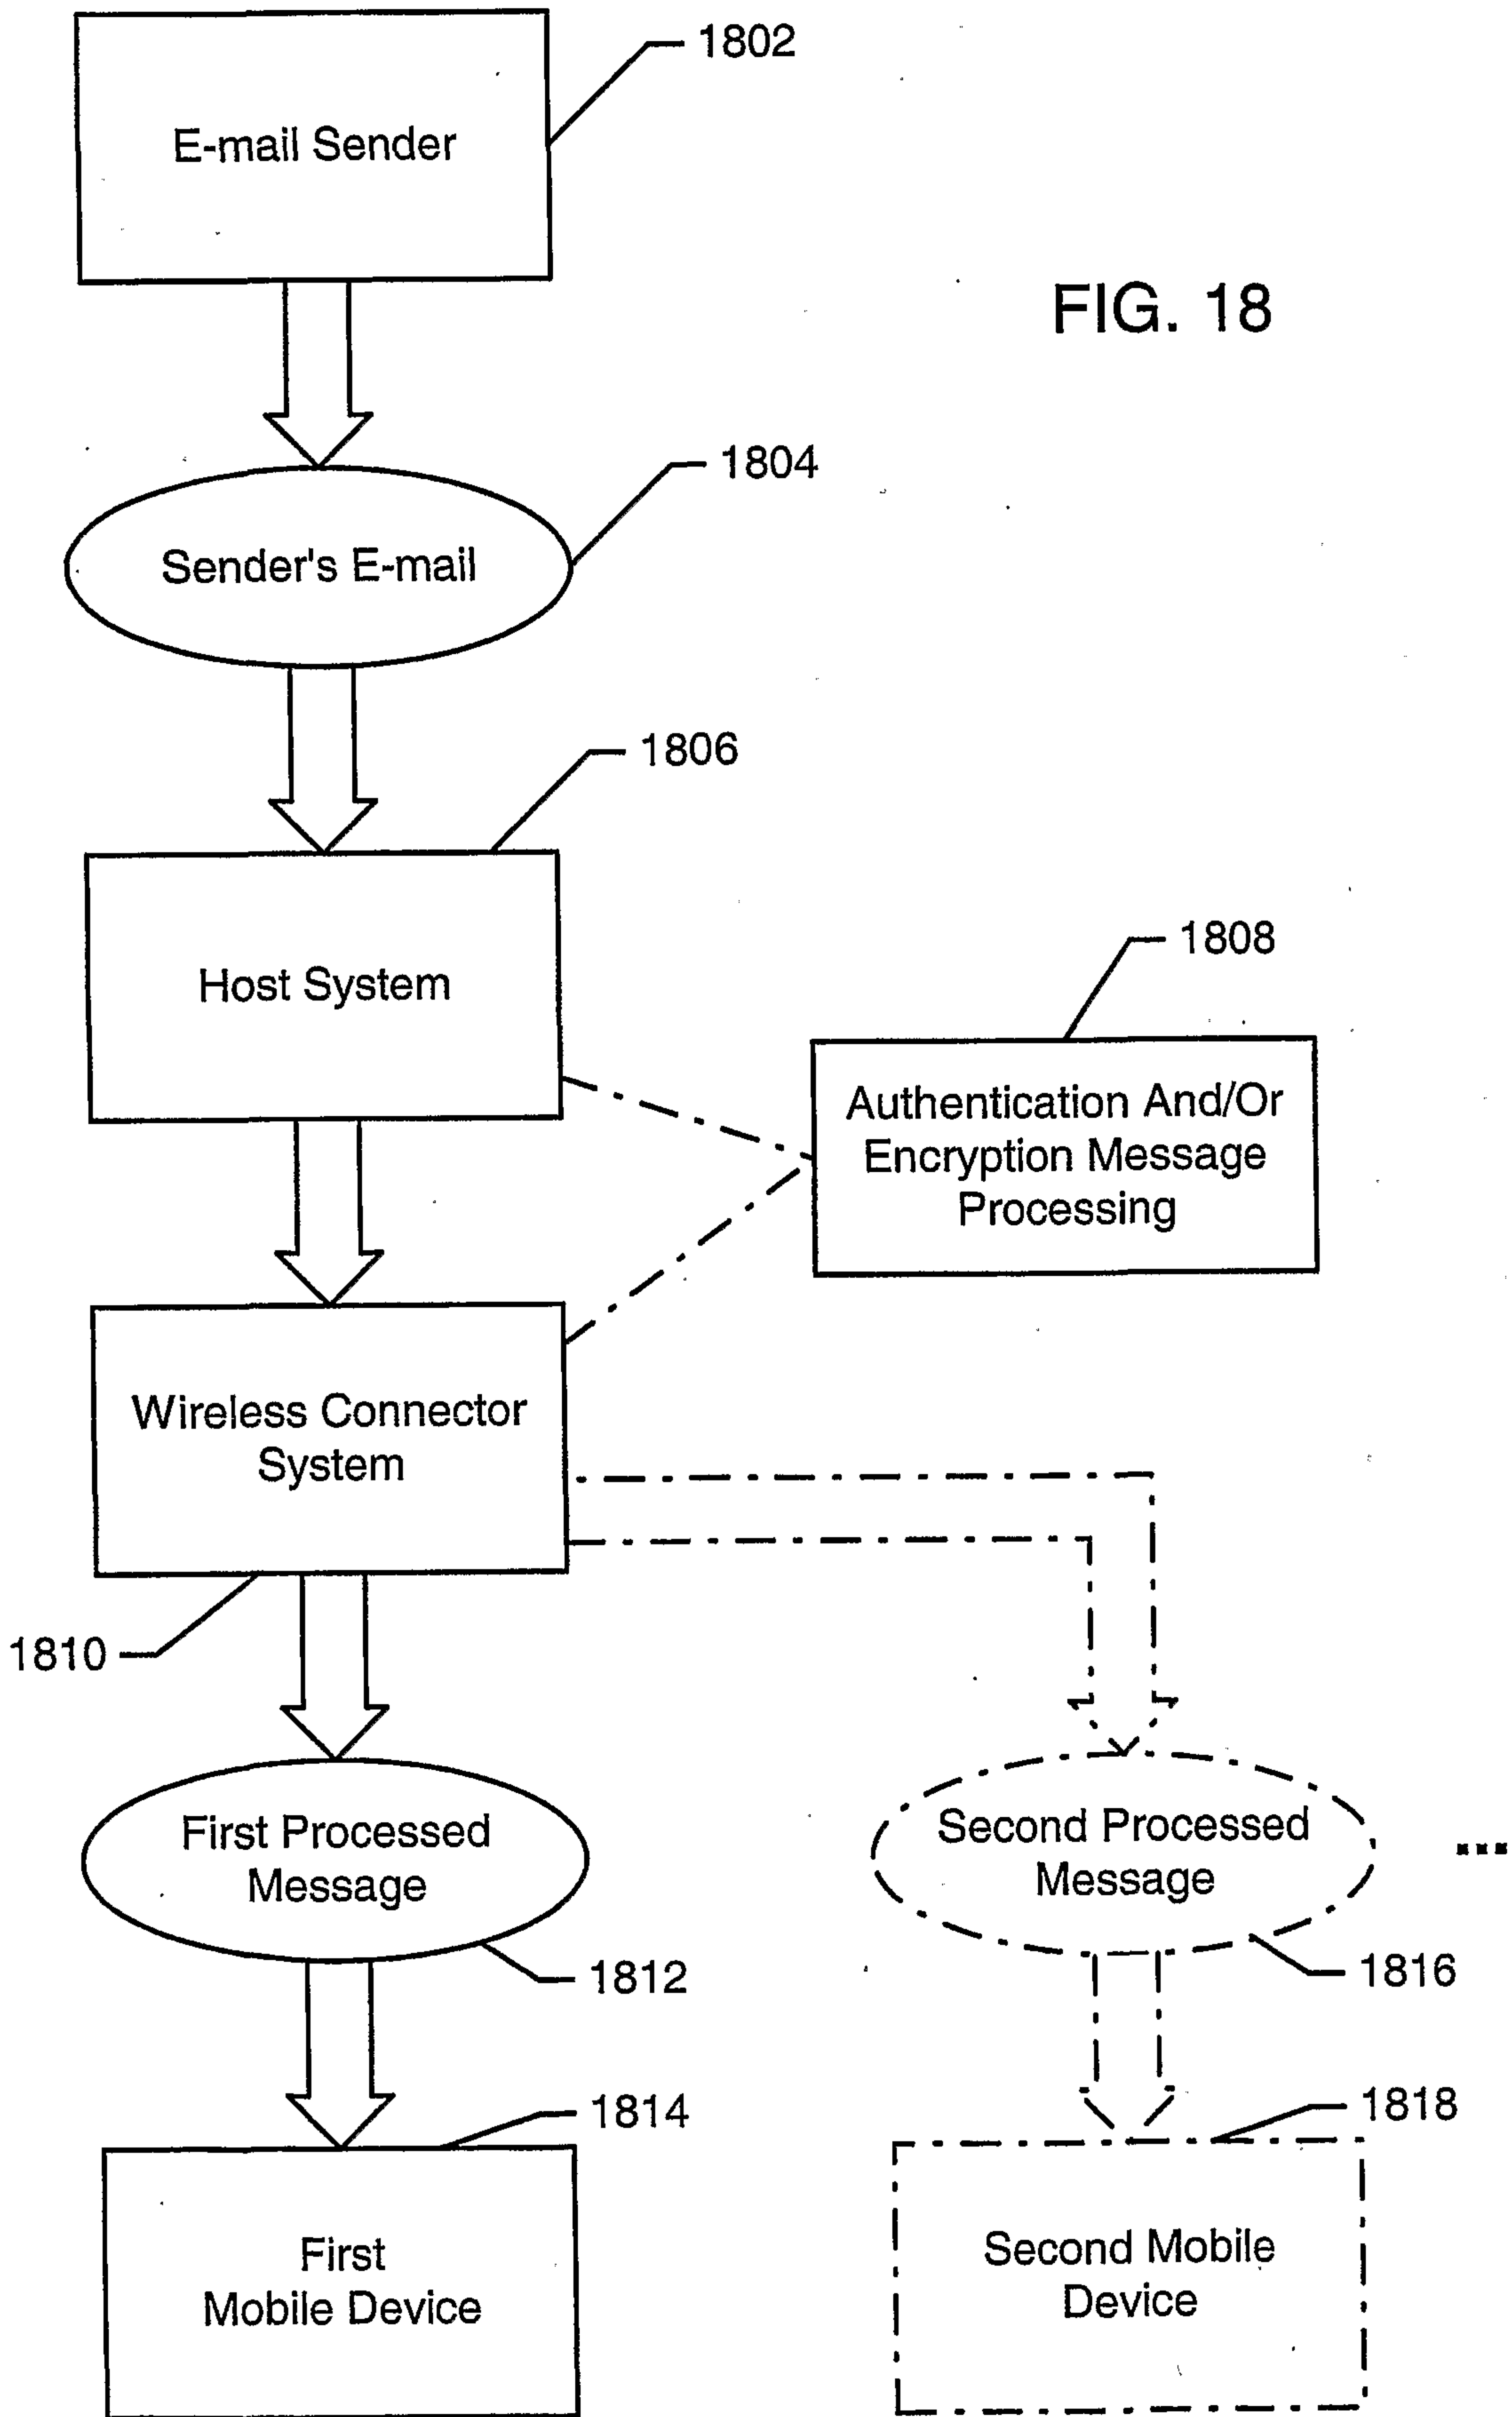 1802
E-mail Sender
FIG. 18
1804
Sender's E-mail
1806
Host System
1808
Authentication And/Or
Encryption Message
Processing
Wireless Connector
System
1810
First Processed
Message
1812
Second Processed
Message
...
1816
1814
First
Mobile Device
1818
Second Mobile
Device